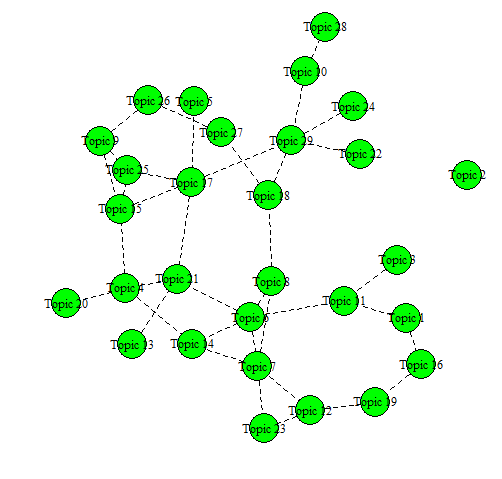 Topic 28
Topic 10
Topic 26
Topic 5
Topic 24
Topic 27
Topic 9
Topic 29
Topic 22
Topic 25
Topic 17
Topic 2
Topic 18
Topic 15
Topic 3
Topic 21
Topic 8
Topic 4
Topic 20
Topic 11
Topic 6
Topic 1
Topic 13
Topic 14
Topic 7
Topic 16
Topic 12
Topic 19
Topic 23